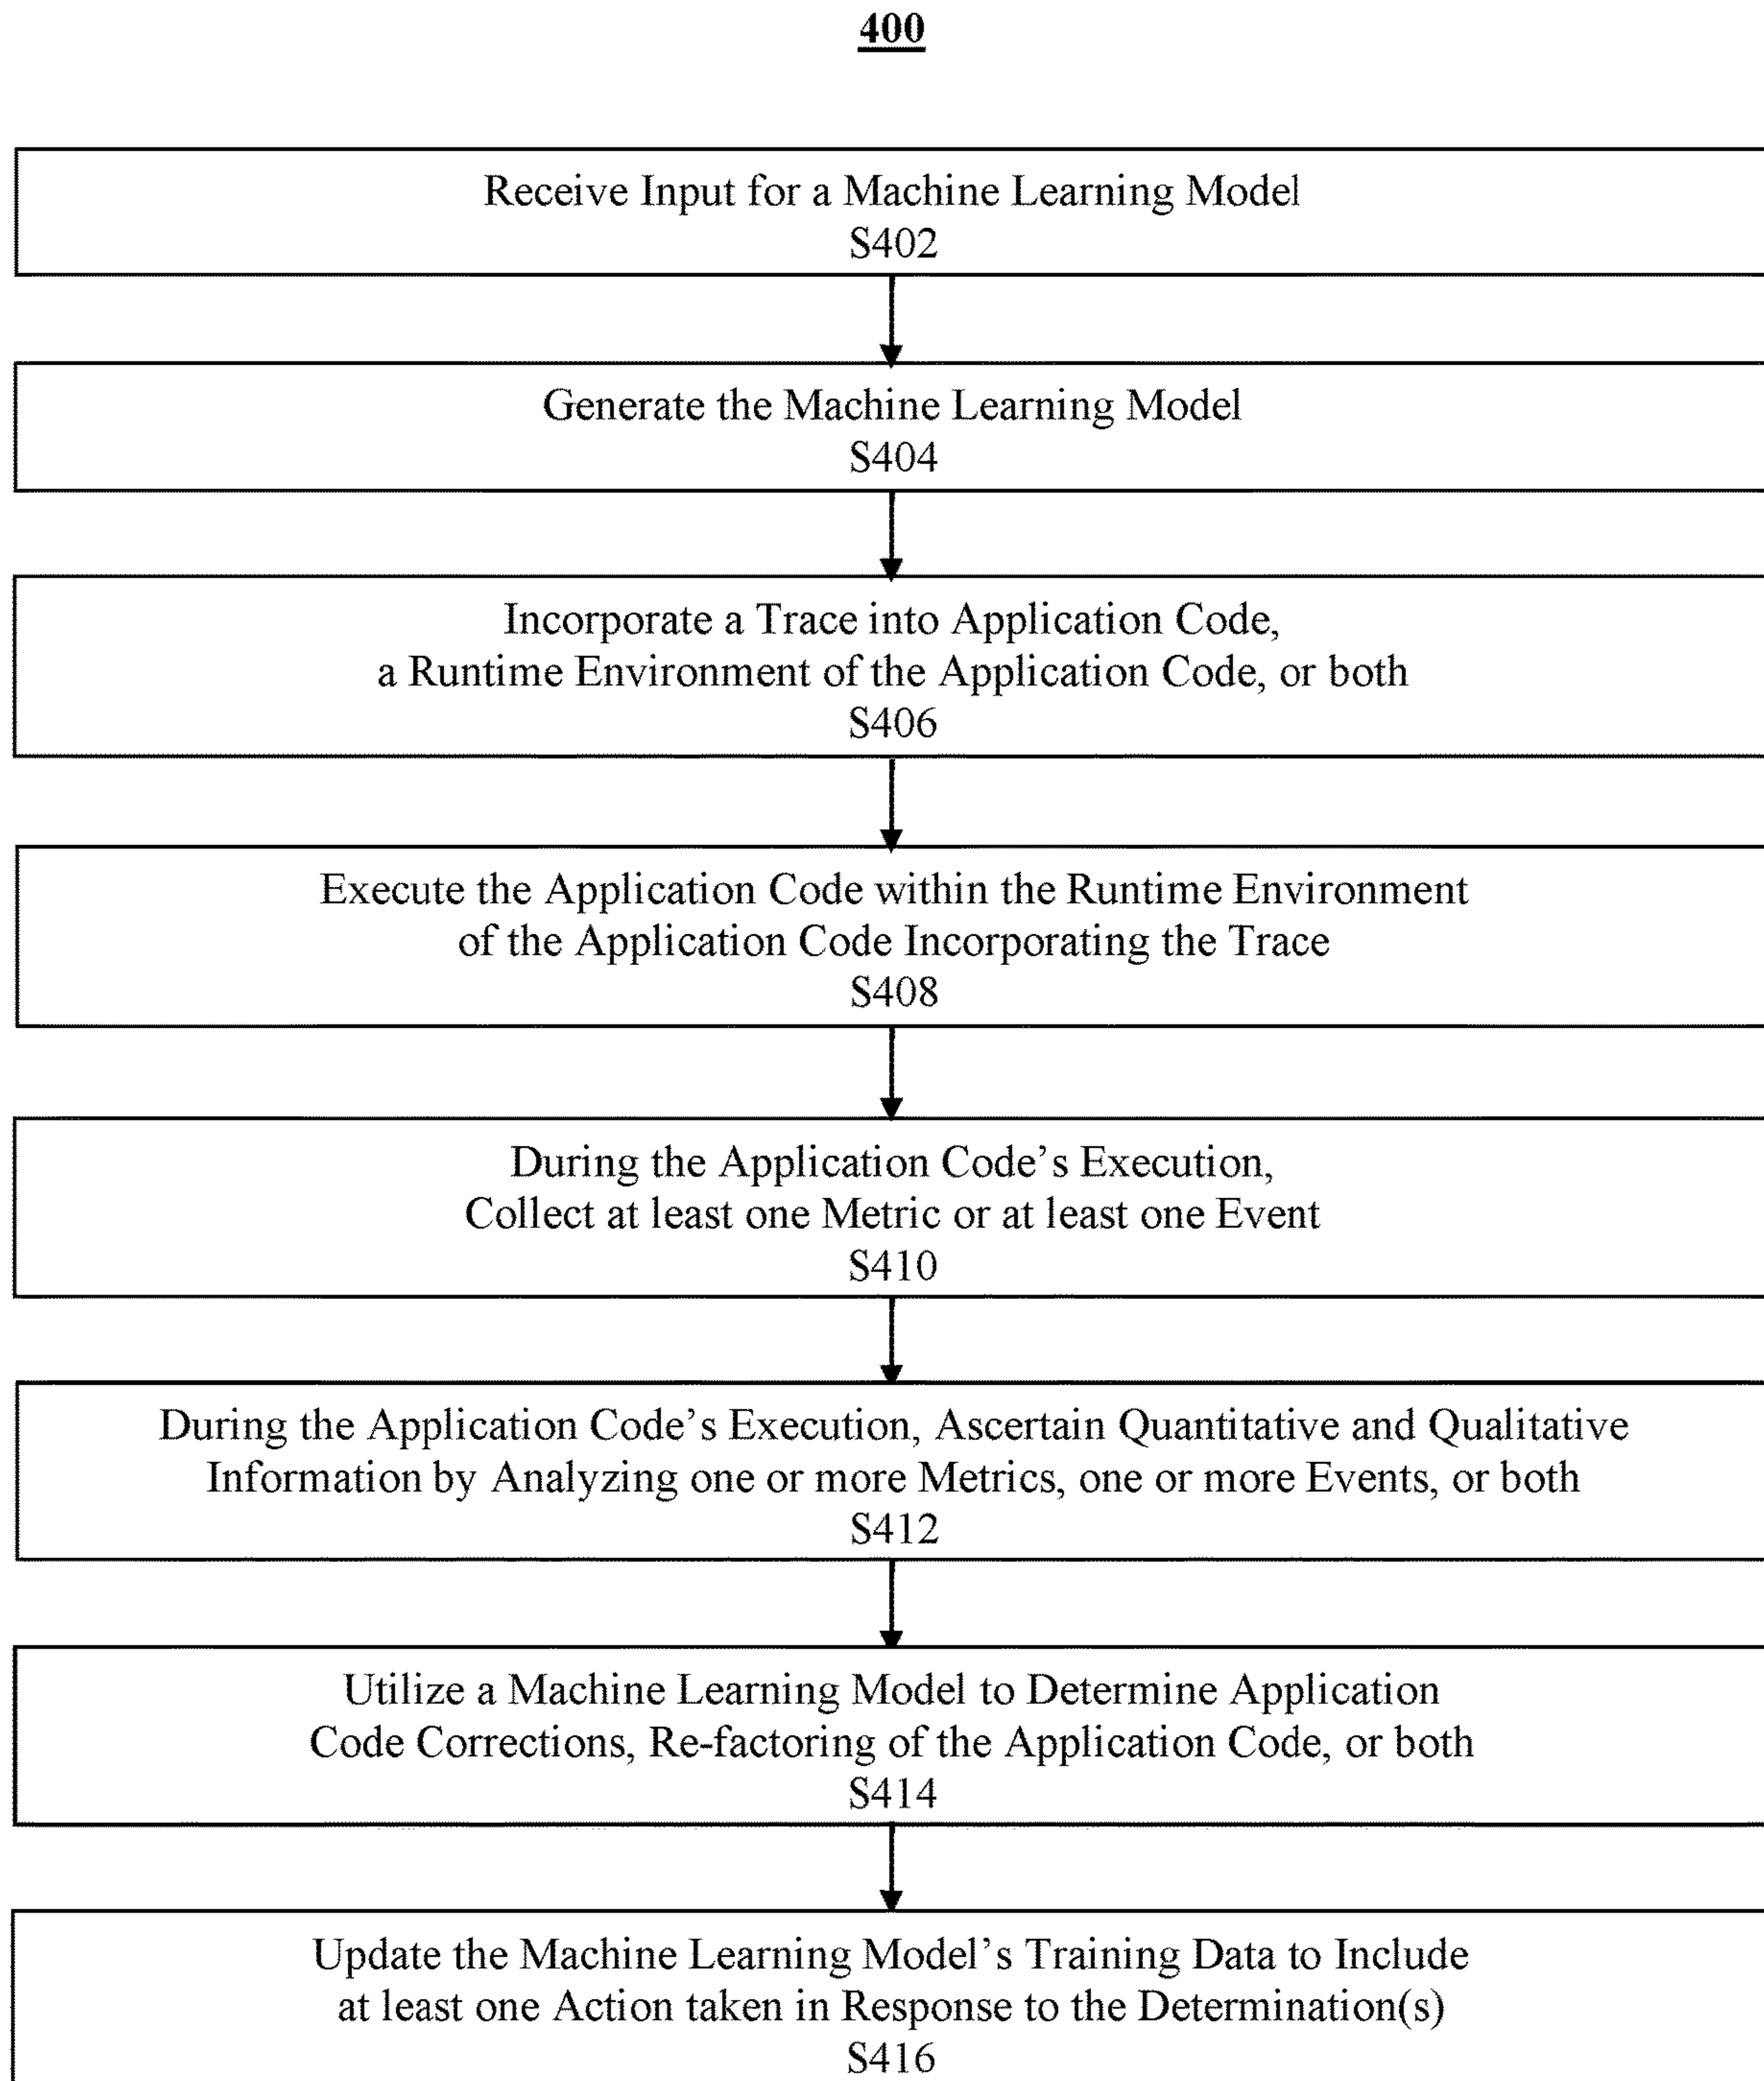 400
Receive Input for a Machine Learning Model
S402
Generate the Machine Learning Model
S404
Incorporate a Trace into Application Code,
a Runtime Environment of the Application Code, or both
S406
Execute the Application Code within the Runtime Environment
of the Application Code Incorporating the Trace
S408
During the Application Code’s Execution,
Collect at least one Metric or at least one Event
S410
During the Application Code’s Execution, Ascertain Quantitative and Qualitative
Information by Analyzing one or more Metrics, one or more Events, or both
S412
Utilize a Machine Learning Model to Determine Application
Code Corrections, Re-factoring of the Application Code, or both
S414
Update the Machine Learning Model’s Training Data to Include
at least one Action taken in Response to the Determination(s)
S416